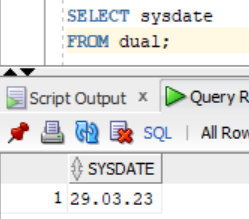 SELECT sysdate
FROM dual;
Script Output x Query R
SQL | All Row
SYSDATE
1 29.03.23